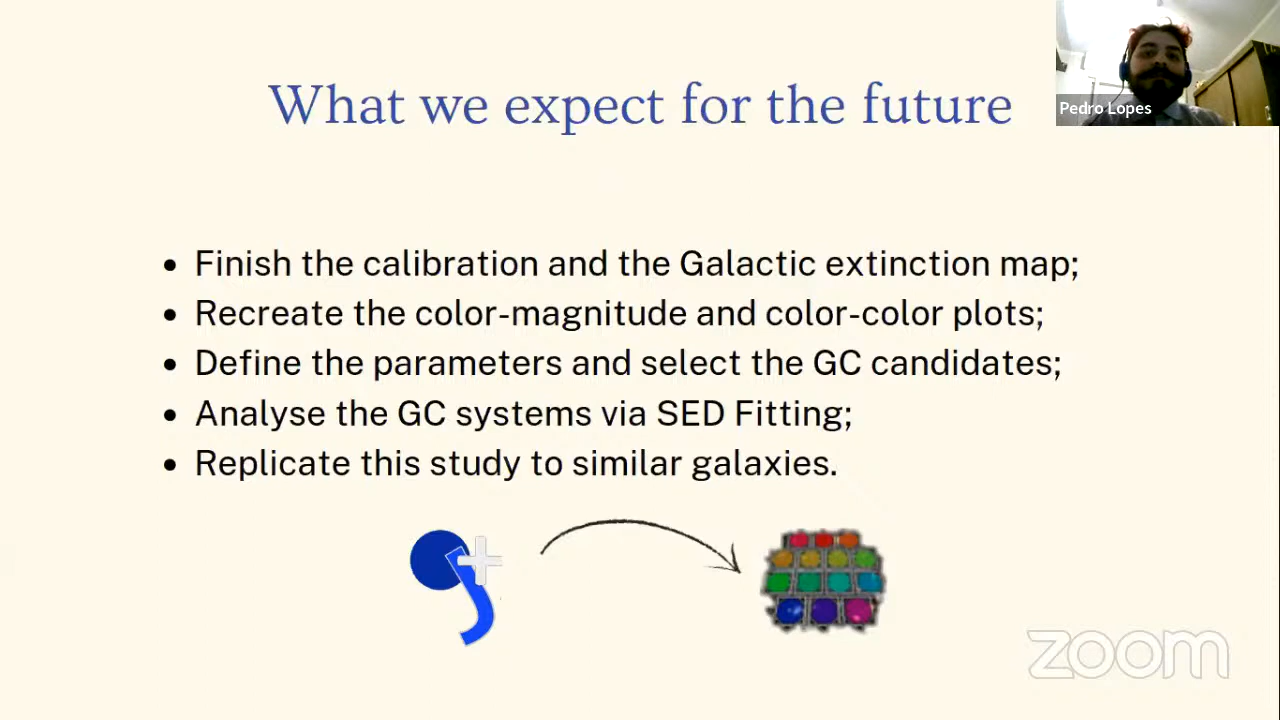 What we expect for the future
Pedro Lopes
• Finish the calibration and the Galactic extinction map;
• Recreate the color-magnitude and color-color plots;
• Define the parameters and select the GC candidates;
• Analyse the GC systems via SED Fitting;
• Replicate this study to similar galaxies.
zoom